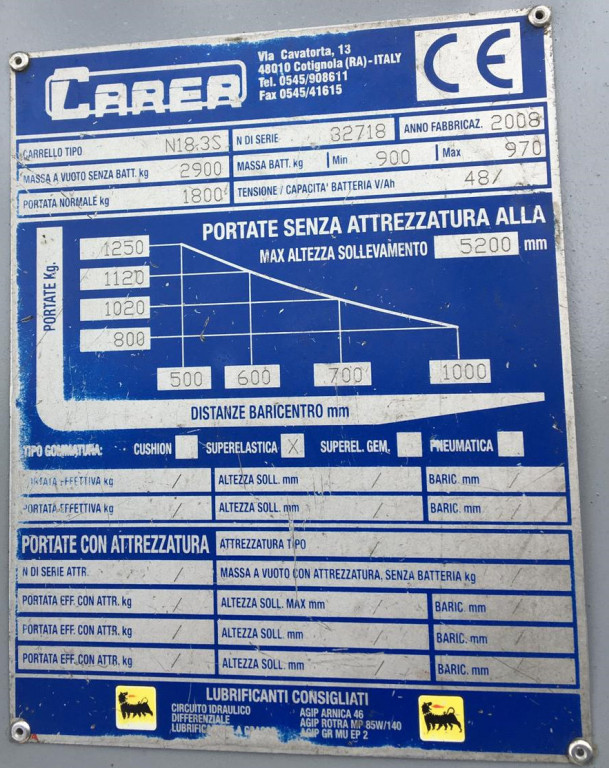 CARER
Via Cavatorta, 13
48010 Cotignola (RA) - ITALY
Tel. 0545/908611
Fax 0545/41615
CE
CARRELLO TIPO N18.3S N DI SERIE 32718 ANNO FABBRICAZ. 2008
MASSA A VUOTO SENZA BATT. kg 2900 MASSA BATT. kg Min 900 Max 970
PORTATA NORMALE kg 1800 TENSIONE / CAPACITA' BATTERIA V/Ah 48/
PORTATE SENZA ATTREZZATURA ALLA
MAX ALTEZZA SOLLEVAMENTO 5200 mm
PORTATE Kg.
1250
1120
1020
800
500 600 700 1000
DISTANZE BARICENTRO mm
TIPO GOMMATURA: CUSHION SUPERELASTICA X SUPEREL. GEM. PNEUMATICA
PORTATA EFFETTIVA kg / ALTEZZA SOLL. mm / BARIC. mm /
PORTATA EFFETTIVA kg / ALTEZZA SOLL. mm / BARIC. mm /
PORTATE CON ATTREZZATURA ATTREZZATURA TIPO /
N DI SERIE ATTR. / MASSA A VUOTO CON ATTREZZATURA, SENZA BATTERIA kg /
PORTATA EFF. CON ATTR. kg / ALTEZZA SOLL. MAX mm / BARIC. mm /
PORTATA EFF. CON ATTR. kg / ALTEZZA SOLL. mm / BARIC. mm /
PORTATA EFF. CON ATTR. kg / ALTEZZA SOLL. mm / BARIC. mm /
LUBRIFICANTI CONSIGLIATI
CIRCUITO IDRAULICO AGIP ARNICA 46
DIFFERENZIALE AGIP ROTRA MP 85W/140
LUBRIFICAZIONE A GRASSO AGIP GR MU EP 2